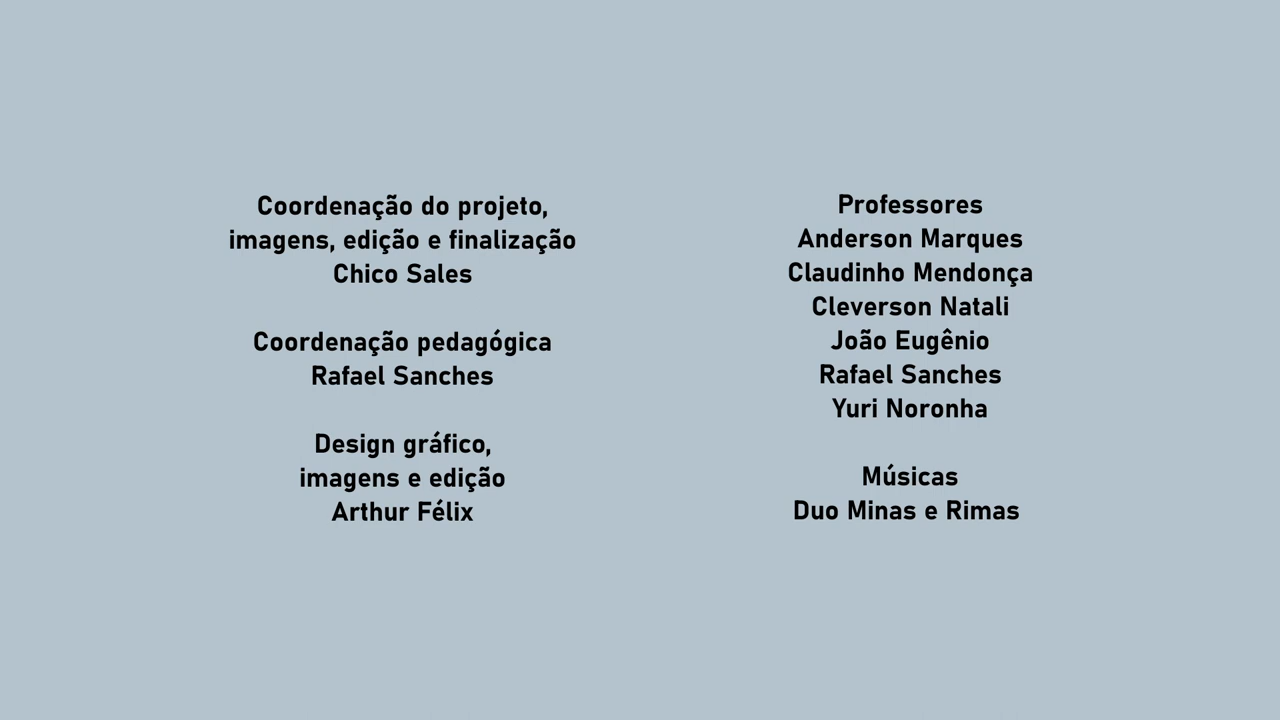 Coordenação do projeto,
imagens, edição e finalização
Chico Sales
Coordenação pedagógica
Rafael Sanches
Design gráfico,
imagens e edição
Arthur Félix
Professores
Anderson Marques
Claudinho Mendonça
Cleverson Natali
João Eugênio
Rafael Sanches
Yuri Noronha
Músicas
Duo Minas e Rimas